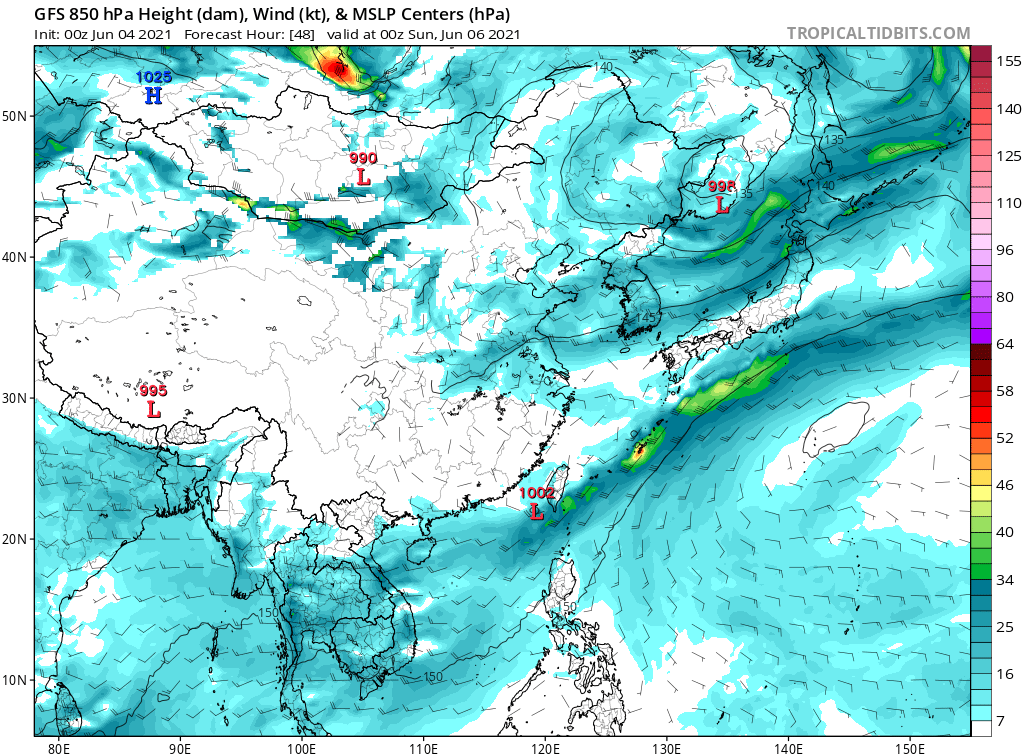 GFS 850 hPa Height (dam), Wind (kt), & MSLP Centers (hPa)
Init: 00z Jun 04 2021 Forecast Hour: [48] valid at 00z Sun, Jun 06 2021
TROPICALTIDBITS.COM
1025
H
140
155
50N
140
135
125
990
L
998
L
135
140
110
96
40N
80
145
64
995
L
58
30N
52
1002
L
46
40
20N
34
150
150
25
150
10N
16
7
80E
90E
100E
110E
120E
130E
140E
150E